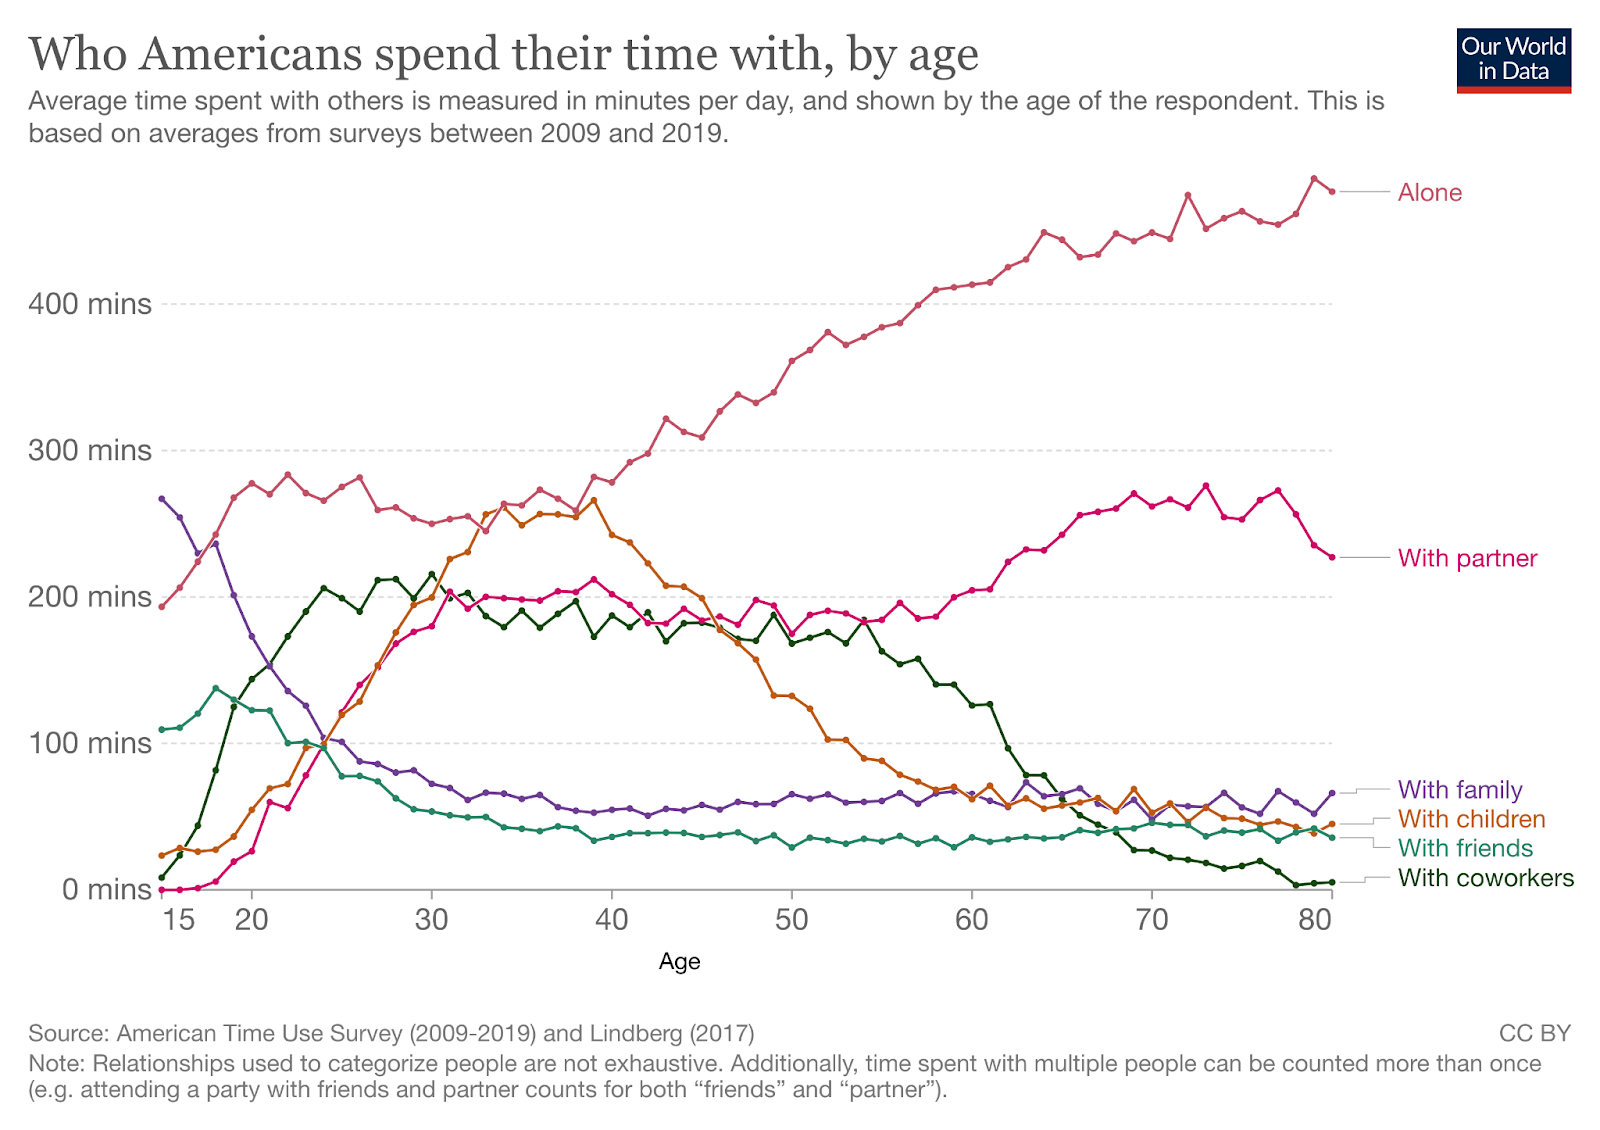 Who Americans spend their time with, by age
Our World
in Data
Average time spent with others is measured in minutes per day, and shown by the age of the respondent. This is
based on averages from surveys between 2009 and 2019.
Alone
400 mins
300 mins
With partner
200 mins
100 mins
With family
With children
With friends
With coworkers
0 mins
15 20 30 40 50 60 70 80
Age
Source: American Time Use Survey (2009-2019) and Lindberg (2017)
CC BY
Note: Relationships used to categorize people are not exhaustive. Additionally, time spent with multiple people can be counted more than once
(e.g. attending a party with friends and partner counts for both “friends” and “partner”).